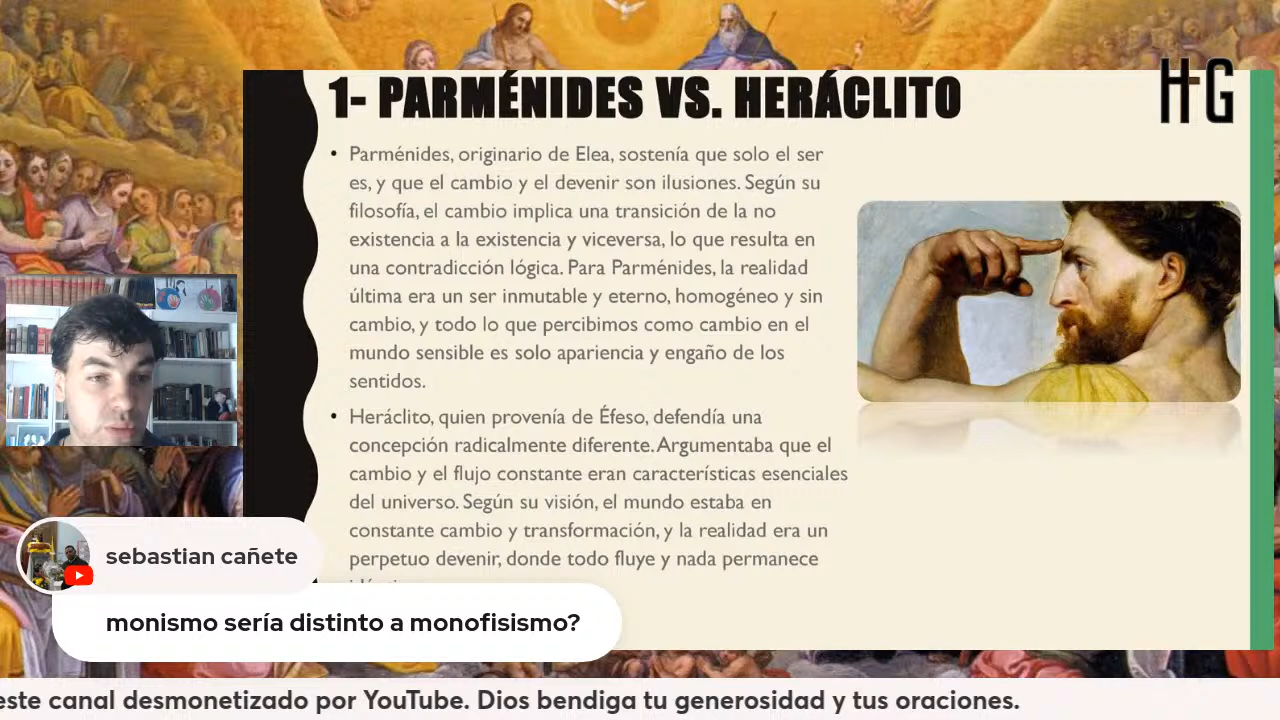 1- PARMÉNIDES VS. HERÁCLITO
HG
• Parménides, originario de Elea, sostenía que solo el ser
es, y que el cambio y el devenir son ilusiones. Según su
filosofía, el cambio implica una transición de la no
existencia a la existencia y viceversa, lo que resulta en
una contradicción lógica. Para Parménides, la realidad
última era un ser inmutable y eterno, homogéneo y sin
cambio, y todo lo que percibimos como cambio en el
mundo sensible es solo apariencia y engaño de los
sentidos.
• Heráclito, quien provenía de Éfeso, defendía una
concepción radicalmente diferente. Argumentaba que el
cambio y el flujo constante eran características esenciales
del universo. Según su visión, el mundo estaba en
constante cambio y transformación, y la realidad era un
perpetuo devenir, donde todo fluye y nada permanece
sebastian cañete
monismo sería distinto a monofisismo?
este canal desmonetizado por YouTube. Dios bendiga tu generosidad y tus oraciones.